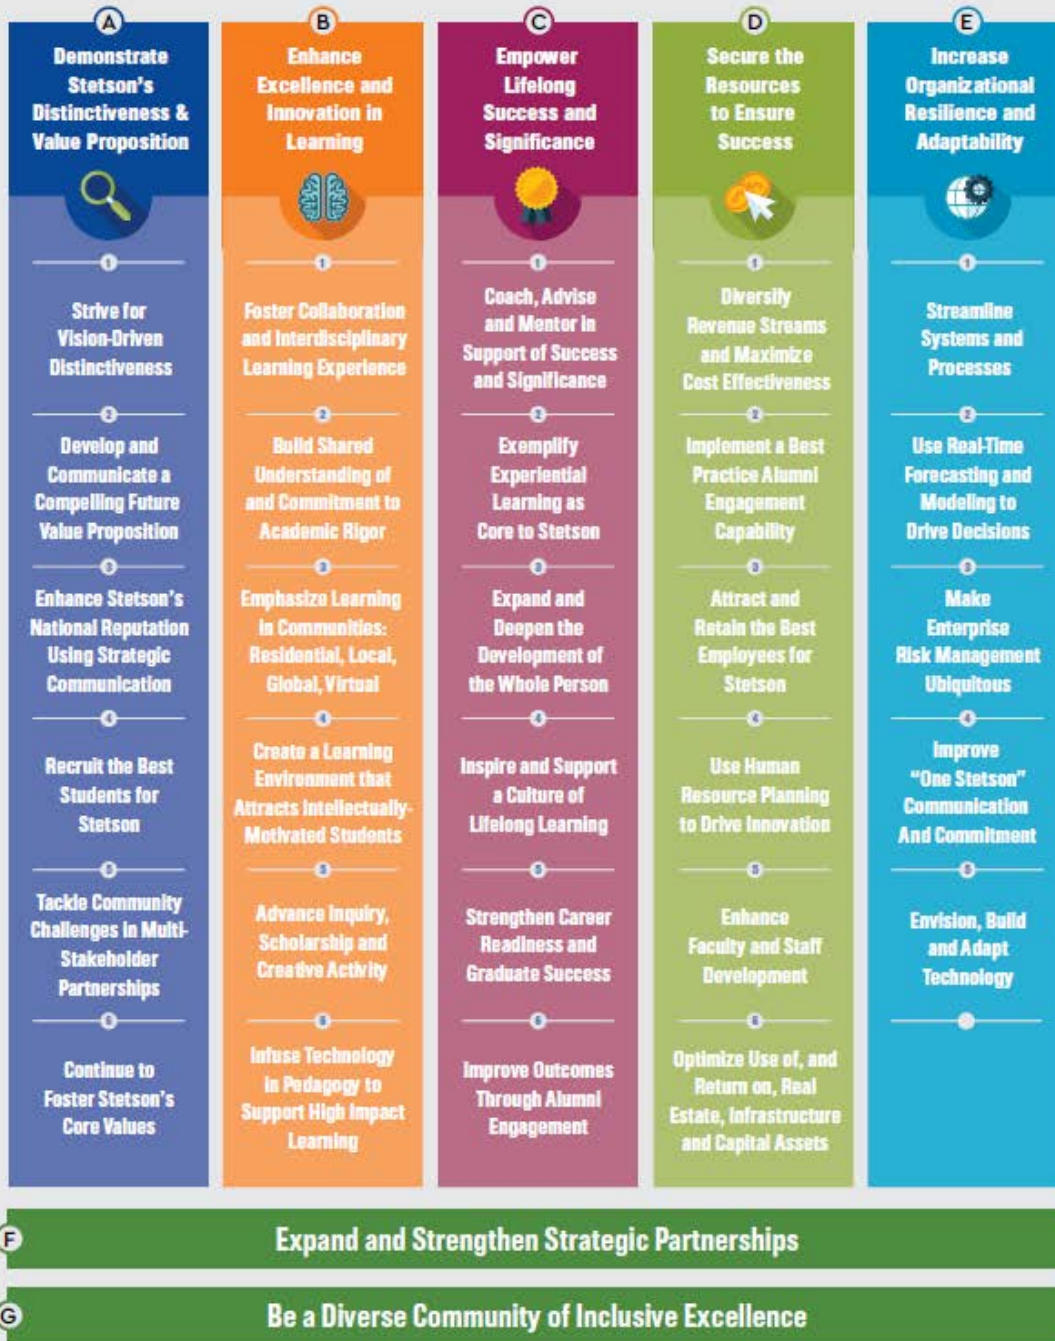 A
Demonstrate
Stetson's
Distinctiveness &
Value Proposition
1
Strive for
Vision-Driven
Distinctiveness
2
Develop and
Communicate a
Compelling Future
Value Proposition
3
Enhance Stetson's
National Reputation
Using Strategic
Communication
4
Recruit the Best
Students for
Stetson
5
Tackle Community
Challenges in Multi-
Stakeholder
Partnerships
6
Continue to
Foster Stetson's
Core Values
B
Enhance
Excellence and
Innovation in
Learning
1
Foster Collaboration
and Interdisciplinary
Learning Experience
2
Build Shared
Understanding of
and Commitment to
Academic Rigor
3
Emphasize Learning
in Communities:
Residential, Local,
Global, Virtual
4
Create a Learning
Environment that
Attracts Intellectually-
Motivated Students
5
Advance Inquiry,
Scholarship and
Creative Activity
6
Infuse Technology
in Pedagogy to
Support High Impact
Learning
C
Empower
Lifelong
Success and
Significance
1
Coach, Advise
and Mentor in
Support of Success
and Significance
2
Exemplify
Experiential
Learning as
Core to Stetson
3
Expand and
Deepen the
Development of
the Whole Person
4
Inspire and Support
a Culture of
Lifelong Learning
5
Strengthen Career
Readiness and
Graduate Success
6
Improve Outcomes
Through Alumni
Engagement
D
Secure the
Resources
to Ensure
Success
1
Diversify
Revenue Streams
and Maximize
Cost Effectiveness
2
Implement a Best
Practice Alumni
Engagement
Capability
3
Attract and
Retain the Best
Employees for
Stetson
4
Use Human
Resource Planning
to Drive Innovation
5
Enhance
Faculty and Staff
Development
6
Optimize Use of, and
Return on, Real
Estate, Infrastructure
and Capital Assets
E
Increase
Organizational
Resilience and
Adaptability
1
Streamline
Systems and
Processes
2
Use Real-Time
Forecasting and
Modeling to
Drive Decisions
3
Make
Enterprise
Risk Management
Ubiquitous
4
Improve
"One Stetson"
Communication
And Commitment
5
Envision, Build
and Adapt
Technology
F
Expand and Strengthen Strategic Partnerships
G
Be a Diverse Community of Inclusive Excellence